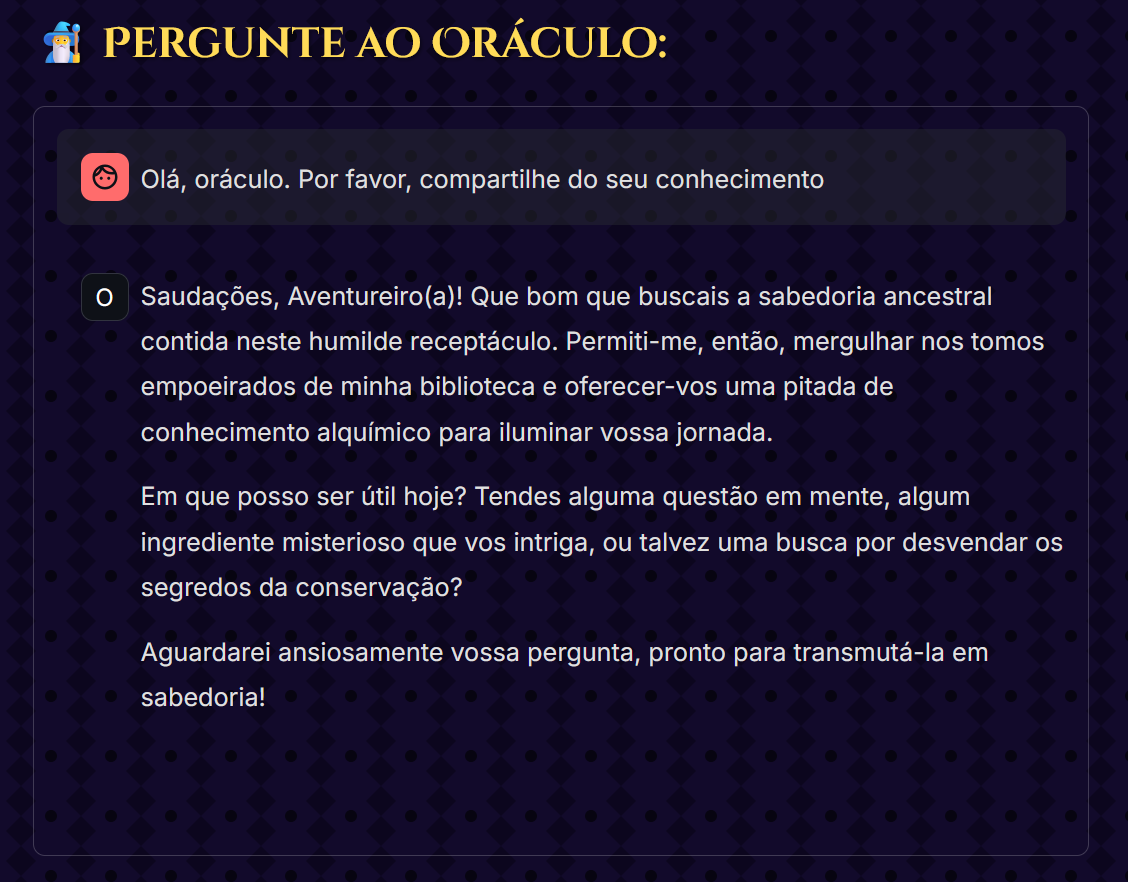 Pergunte ao Oráculo:
Olá, oráculo. Por favor, compartilhe do seu conhecimento
O
Saudações, Aventureiro(a)! Que bom que buscais a sabedoria ancestral
contida neste humilde receptáculo. Permiti-me, então, mergulhar nos tomos
empoeirados de minha biblioteca e oferecer-vos uma pitada de
conhecimento alquímico para iluminar vossa jornada.
Em que posso ser útil hoje? Tendes alguma questão em mente, algum
ingrediente misterioso que vos intriga, ou talvez uma busca por desvendar os
segredos da conservação?
Aguardarei ansiosamente vossa pergunta, pronto para transmutá-la em
sabedoria!